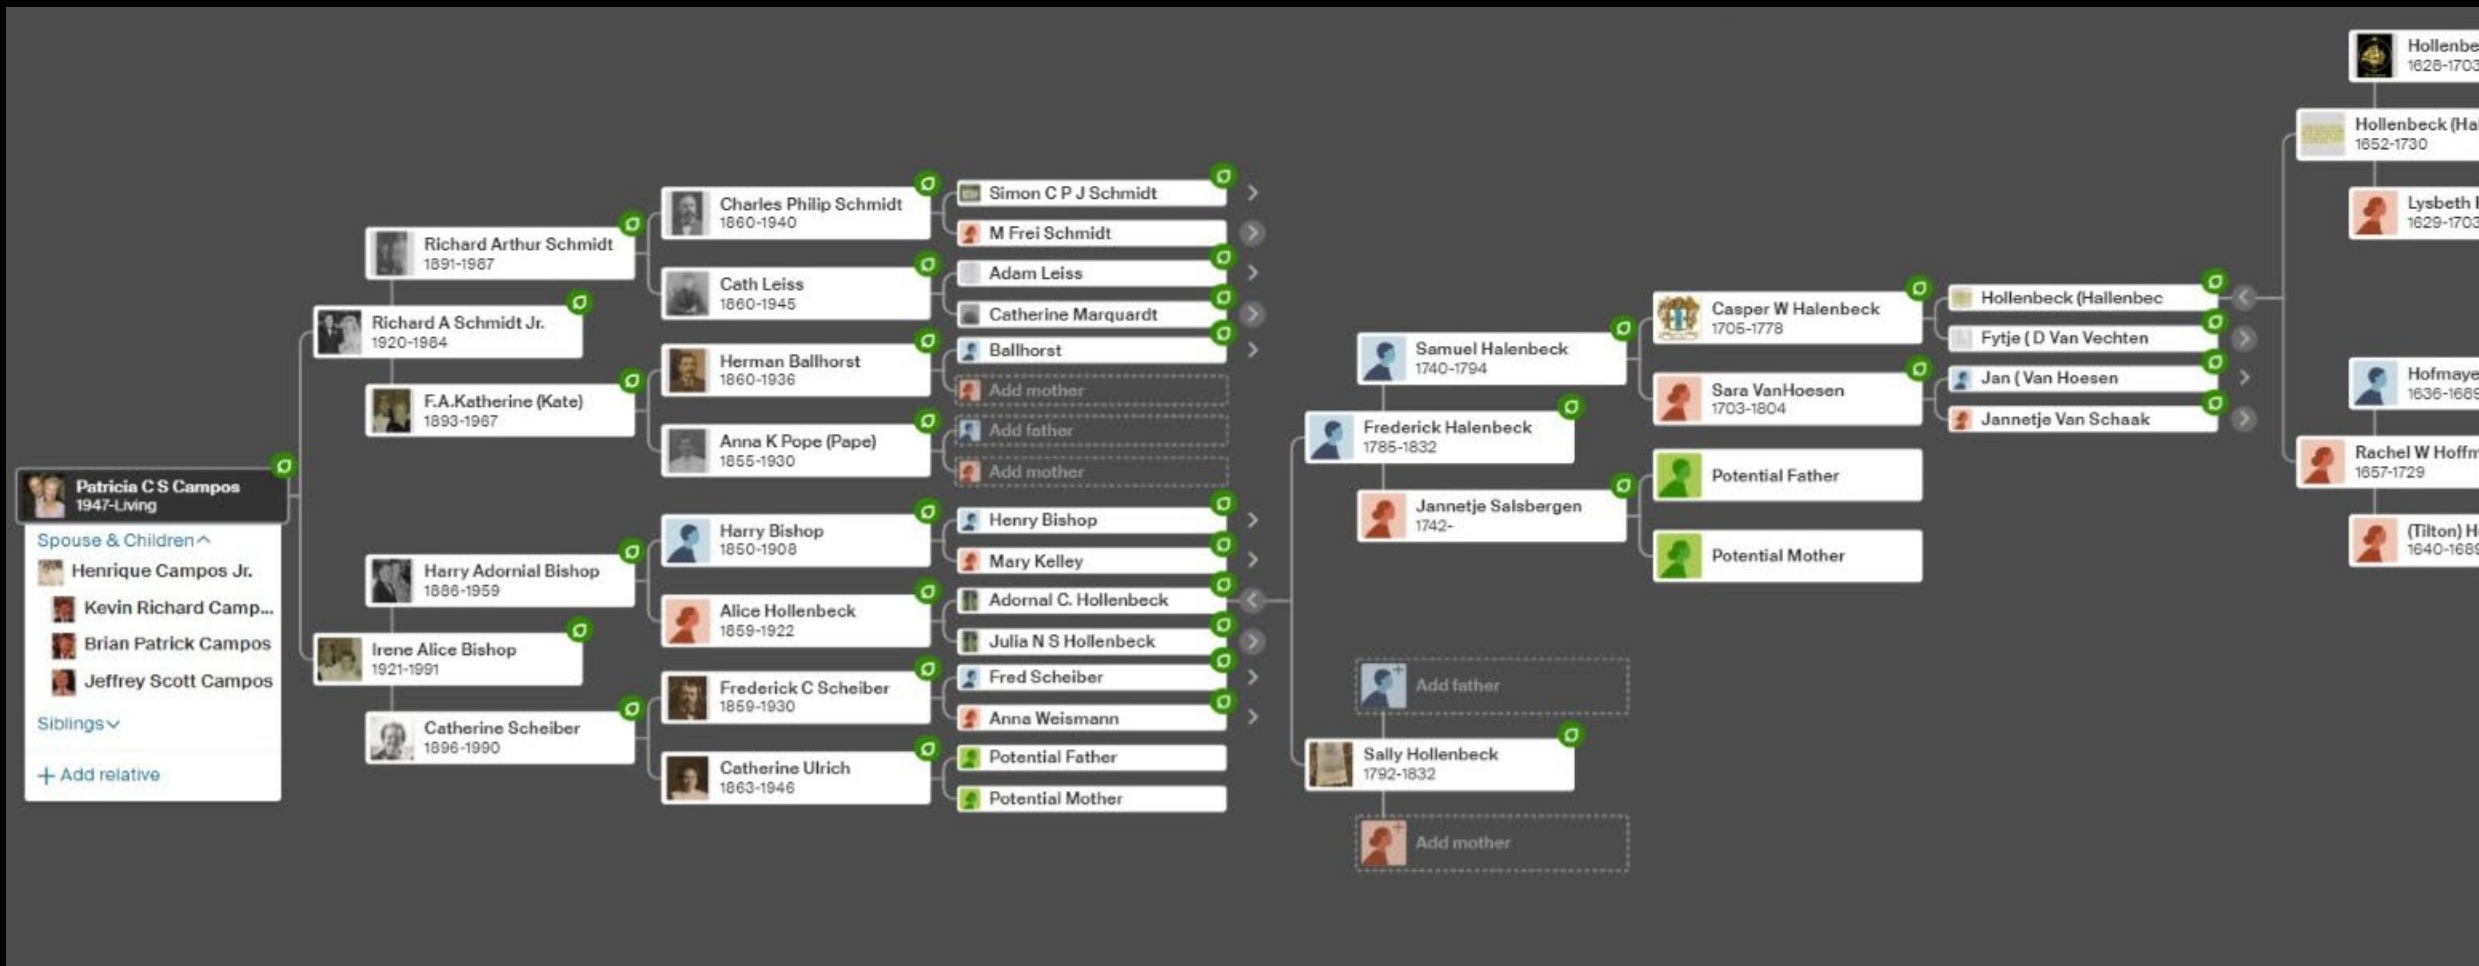 Patricia C S Campos
1947-Living
Spouse & Children
Henrique Campos Jr.
Kevin Richard Camp...
Brian Patrick Campos
Jeffrey Scott Campos
Siblings
+ Add relative
Richard A Schmidt Jr.
1920-1984
Irene Alice Bishop
1921-1991
Richard Arthur Schmidt
1891-1987
F.A.Katherine (Kate)
1893-1967
Harry Adornial Bishop
1886-1959
Catherine Scheiber
1896-1990
Charles Philip Schmidt
1860-1940
Cath Leiss
1860-1945
Herman Ballhorst
1860-1936
Anna K Pope (Pape)
1855-1930
Harry Bishop
1850-1908
Alice Hollenbeck
1859-1922
Frederick C Scheiber
1859-1930
Catherine Ulrich
1863-1946
Simon C P J Schmidt
M Frei Schmidt
Adam Leiss
Catherine Marquardt
Ballhorst
Add mother
Add father
Add mother
Henry Bishop
Mary Kelley
Adornal C. Hollenbeck
Julia N S Hollenbeck
Fred Scheiber
Anna Weismann
Potential Father
Potential Mother
Samuel Halenbeck
1740-1794
Frederick Halenbeck
1785-1832
Jannetje Salsbergen
1742-
Add father
Sally Hollenbeck
1792-1832
Add mother
Casper W Halenbeck
1705-1778
Sara VanHoesen
1703-1804
Potential Father
Potential Mother
Hollenbeck (Hallenbec
Fytje ( D Van Vechten
Jan ( Van Hoesen
Jannetje Van Schaak
Hollenbe
1628-1703
Hollenbeck (Hal
1652-1730
Lysbeth
1629-1703
Hofmaye
1636-1689
Rachel W Hoffm
1657-1729
(Tilton) H
1640-1689